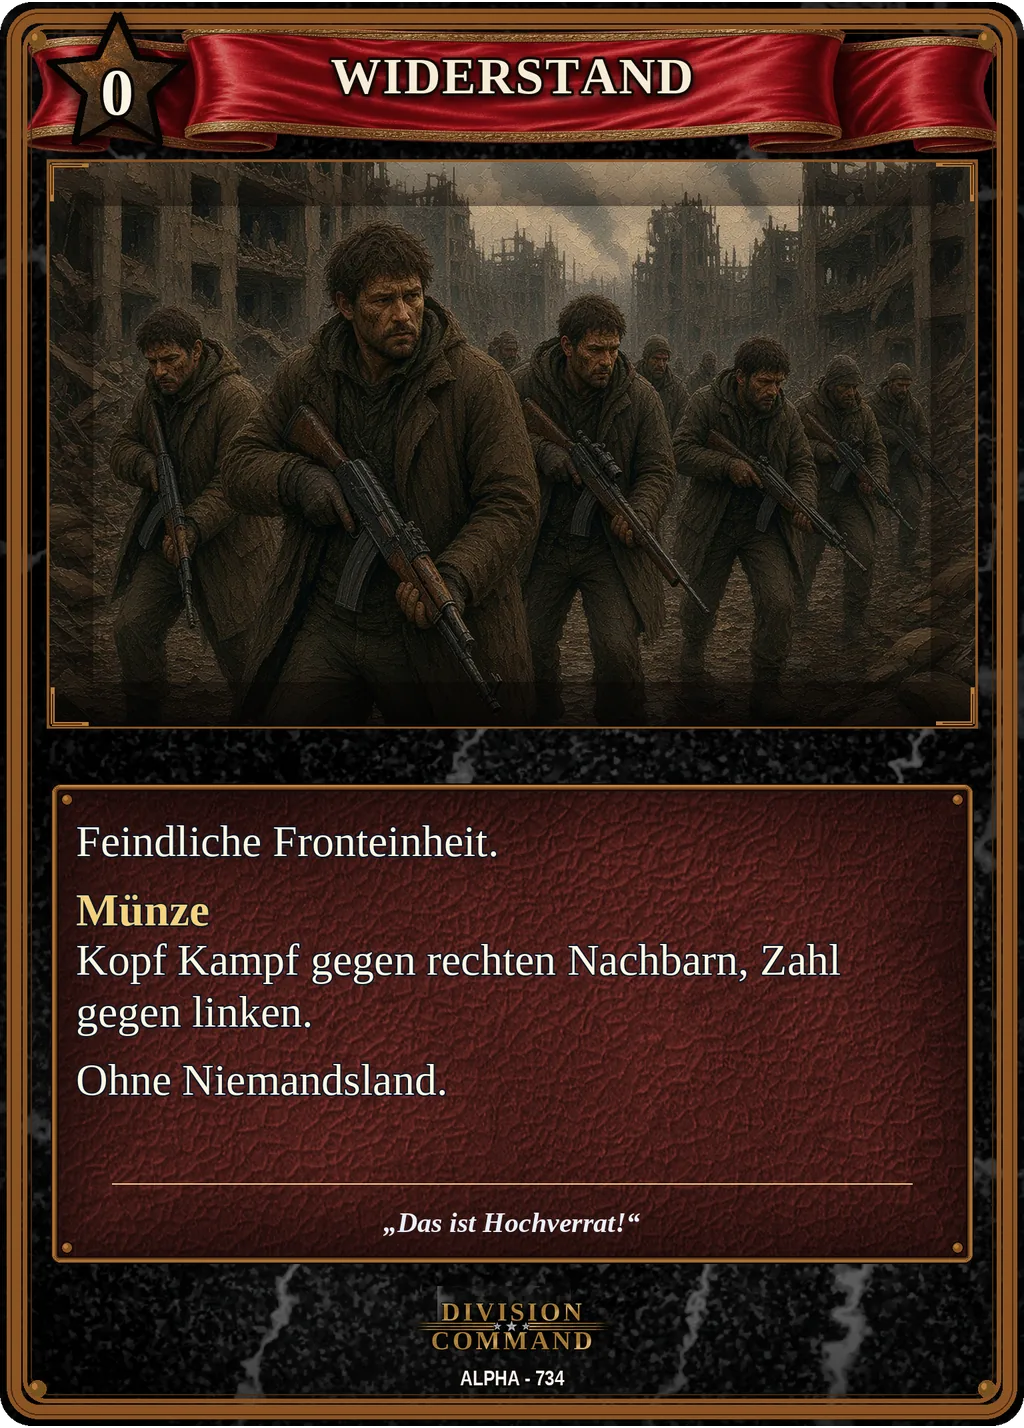 0
WIDERSTAND
Feindliche Fronteinheit.
Münze
Kopf Kampf gegen rechten Nachbarn, Zahl
gegen linken.
Ohne Niemandsland.
„Das ist Hochverrat!“
DIVISION
COMMAND
ALPHA - 734